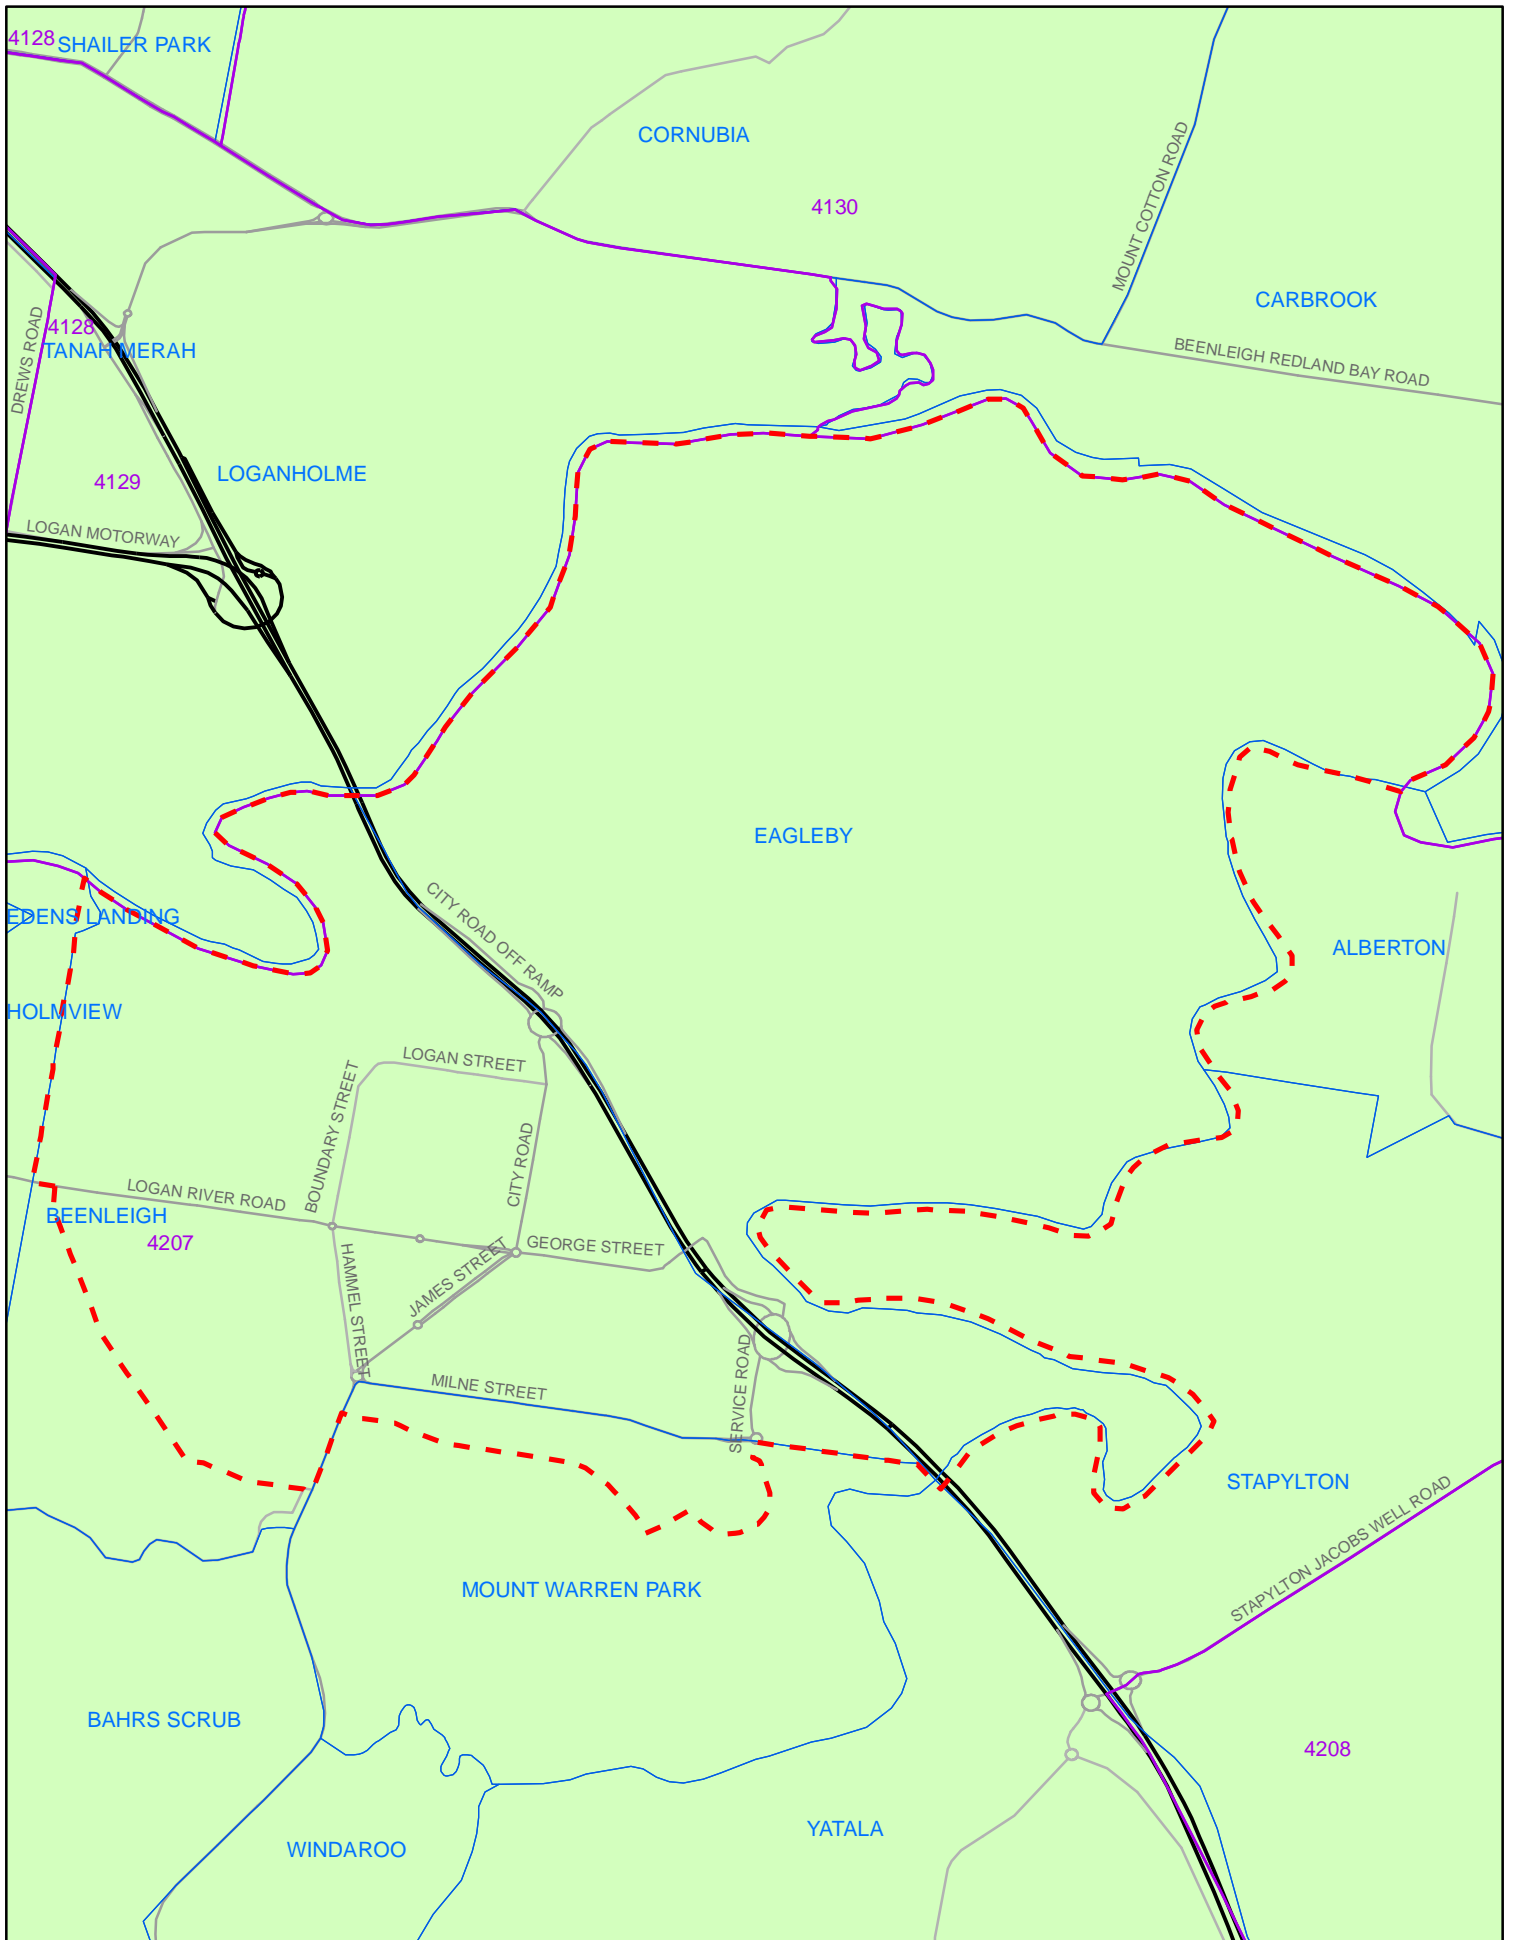 4128
SHAILER PARK
CORNUBIA
MOUNT COTTON ROAD
4130
CARBROOK
DREWS ROAD
4128
TANAH MERAH
BEENLEIGH REDLAND BAY ROAD
LOGANHOLME
4129
LOGAN MOTORWAY
EAGLEBY
CITY ROAD OFF RAMP
EDENS LANDING
ALBERTON
HOLMVIEW
LOGAN STREET
BOUNDARY STREET
CITY ROAD
LOGAN RIVER ROAD
BEENLEIGH
4207
GEORGE STREET
JAMES STREET
HAMMEL STREET
SERVICE ROAD
MILNE STREET
STAPYLTON
STAPYLTON JACOBS WELL ROAD
MOUNT WARREN PARK
BAHRS SCRUB
4208
YATALA
WINDAROO